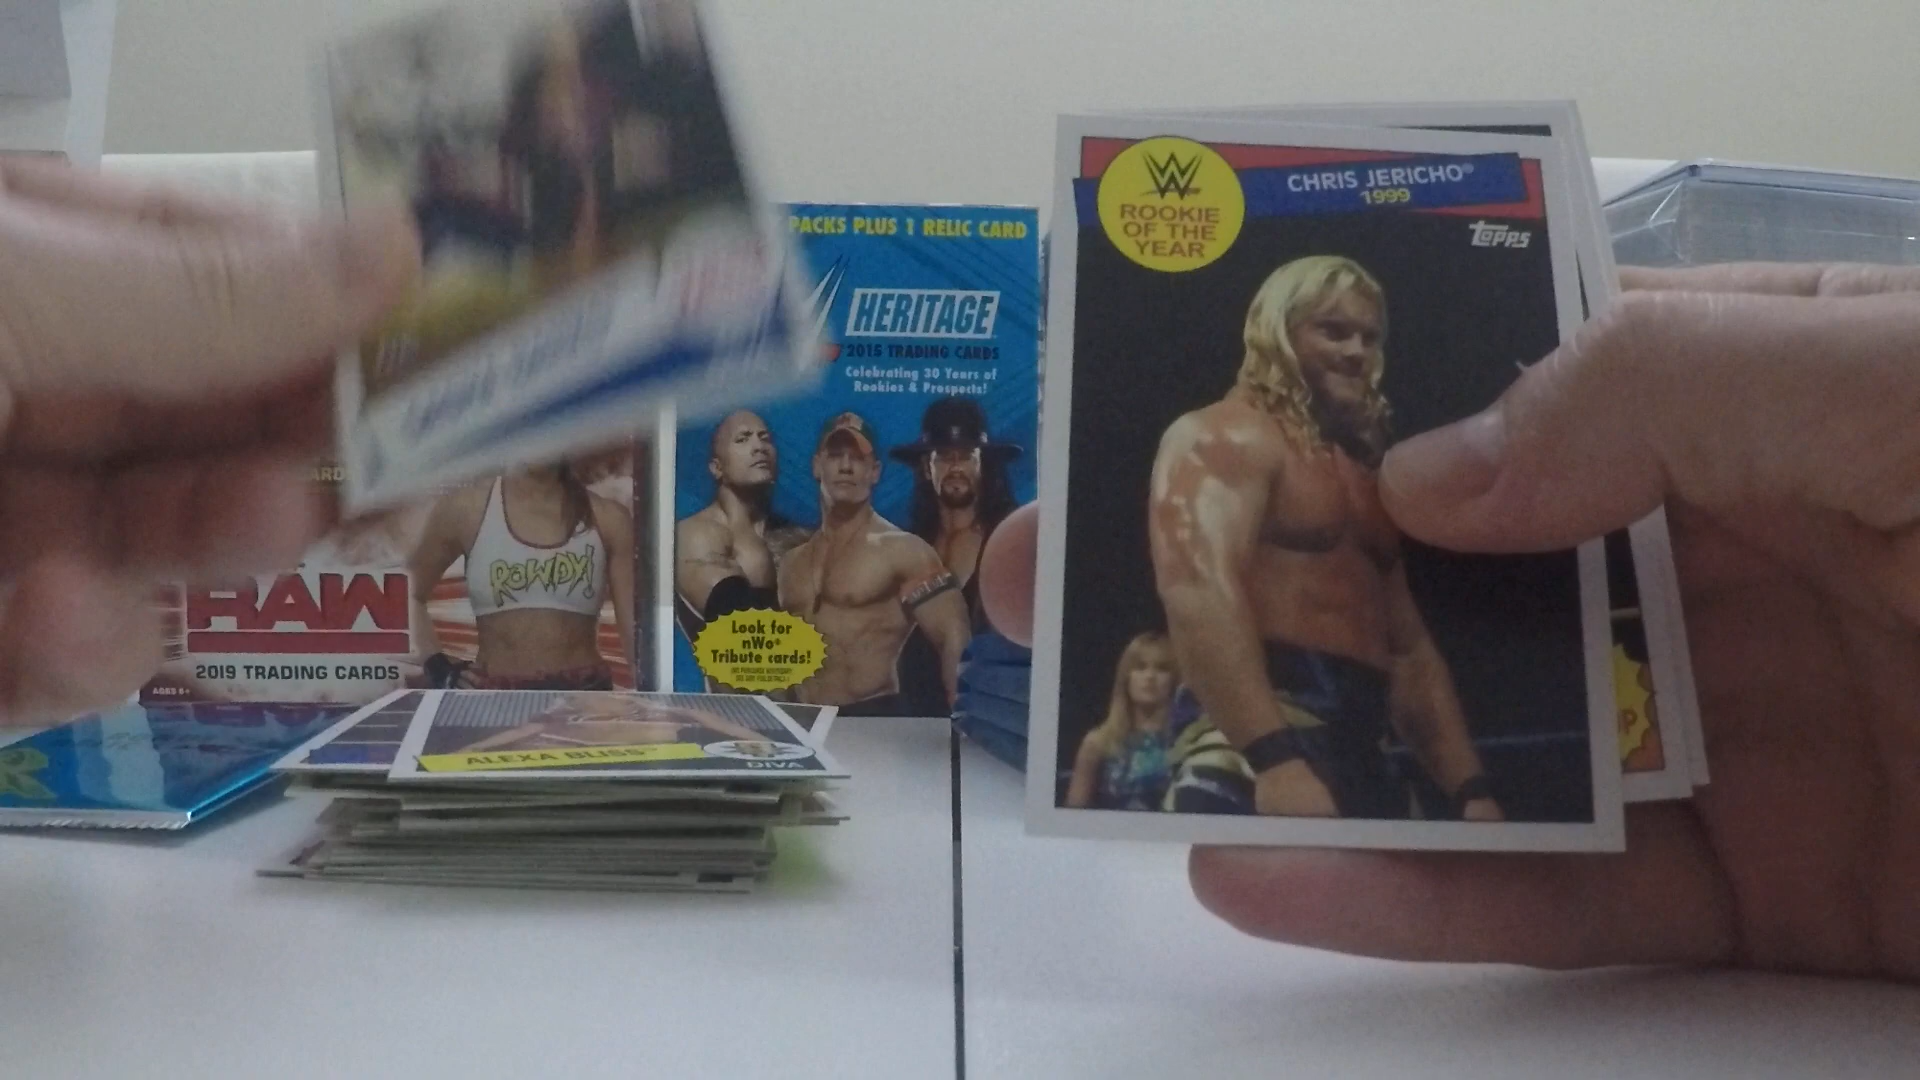 PACKS PLUS 1 RELIC CARD
HERITAGE
2015 TRADING CARDS
Celebrating 30 Years of
Rookies & Prospects!
Look for
nWo®
Tribute cards!
CHRIS JERICHO®
1999
ROOKIE
OF THE
YEAR
Topps
ROWDY!
RAW
2019 TRADING CARDS
AGES 6+
ALEXA BLISS
DIVA